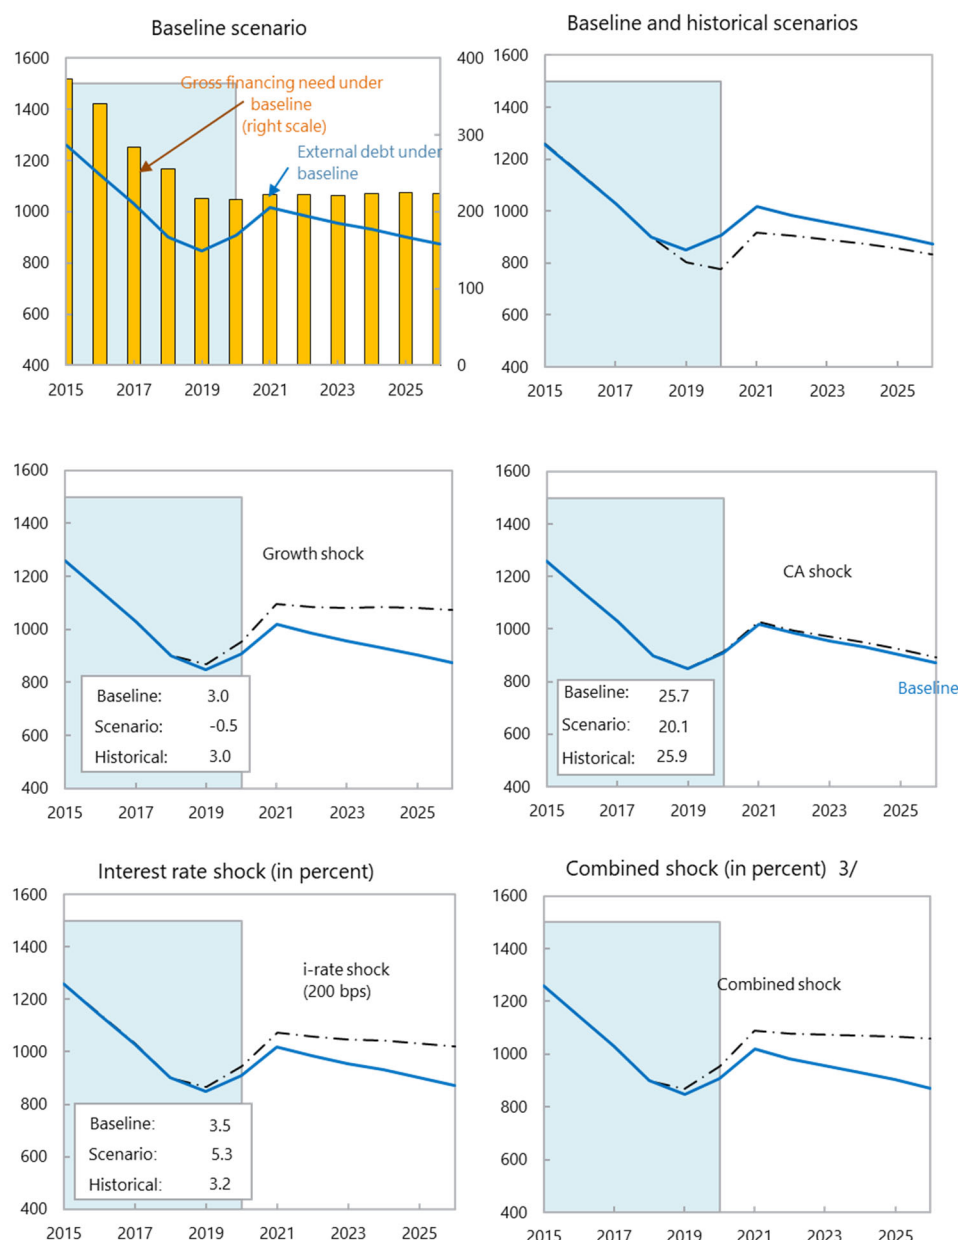 Baseline scenario
1600
1400
1200
1000
800
600
400
400
300
200
100
0
Gross financing need under
baseline
(right scale)
External debt under
baseline
2015 2017 2019 2021 2023 2025
Baseline and historical scenarios
1600
1400
1200
1000
800
600
400
2015 2017 2019 2021 2023 2025
1600
1400
1200
1000
800
600
400
Growth shock
Baseline: 3.0
Scenario: -0.5
Historical: 3.0
2015 2017 2019 2021 2023 2025
1600
1400
1200
1000
800
600
400
CA shock
Baseline
Baseline: 25.7
Scenario: 20.1
Historical: 25.9
2015 2017 2019 2021 2023 2025
Interest rate shock (in percent)
1600
1400
1200
1000
800
600
400
i-rate shock
(200 bps)
Baseline: 3.5
Scenario: 5.3
Historical: 3.2
2015 2017 2019 2021 2023 2025
Combined shock (in percent) 3/
1600
1400
1200
1000
800
600
400
Combined shock
2015 2017 2019 2021 2023 2025